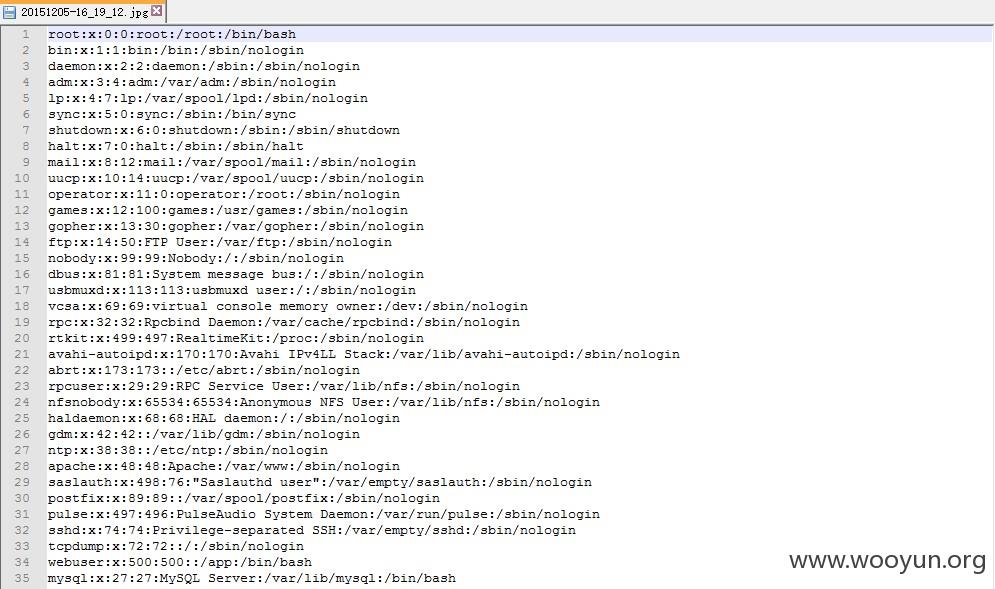 20151205-16_19_12.jpg
1 root:x:0:0:root:/root:/bin/bash
2 bin:x:1:1:bin:/bin:/sbin/nologin
3 daemon:x:2:2:daemon:/sbin:/sbin/nologin
4 adm:x:3:4:adm:/var/adm:/sbin/nologin
5 lp:x:4:7:lp:/var/spool/lpd:/sbin/nologin
6 sync:x:5:0:sync:/sbin:/bin/sync
7 shutdown:x:6:0:shutdown:/sbin:/sbin/shutdown
8 halt:x:7:0:halt:/sbin:/sbin/halt
9 mail:x:8:12:mail:/var/spool/mail:/sbin/nologin
10 uucp:x:10:14:uucp:/var/spool/uucp:/sbin/nologin
11 operator:x:11:0:operator:/root:/sbin/nologin
12 games:x:12:100:games:/usr/games:/sbin/nologin
13 gopher:x:13:30:gopher:/var/gopher:/sbin/nologin
14 ftp:x:14:50:FTP User:/var/ftp:/sbin/nologin
15 nobody:x:99:99:Nobody:/:/sbin/nologin
16 dbus:x:81:81:System message bus:/:/sbin/nologin
17 usbmuxd:x:113:113:usbmuxd user:/:/sbin/nologin
18 vcsa:x:69:69:virtual console memory owner:/dev:/sbin/nologin
19 rpc:x:32:32:Rpcbind Daemon:/var/cache/rpcbind:/sbin/nologin
20 rtkit:x:499:497:RealtimeKit:/proc:/sbin/nologin
21 avahi-autoipd:x:170:170:Avahi IPv4LL Stack:/var/lib/avahi-autoipd:/sbin/nologin
22 abrt:x:173:173::/etc/abrt:/sbin/nologin
23 rpcuser:x:29:29:RPC Service User:/var/lib/nfs:/sbin/nologin
24 nfsnobody:x:65534:65534:Anonymous NFS User:/var/lib/nfs:/sbin/nologin
25 haldaemon:x:68:68:HAL daemon:/:/sbin/nologin
26 gdm:x:42:42::/var/lib/gdm:/sbin/nologin
27 ntp:x:38:38::/etc/ntp:/sbin/nologin
28 apache:x:48:48:Apache:/var/www:/sbin/nologin
29 saslauth:x:498:76:"Saslauthd user":/var/empty/saslauth:/sbin/nologin
30 postfix:x:89:89::/var/spool/postfix:/sbin/nologin
31 pulse:x:497:496:PulseAudio System Daemon:/var/run/pulse:/sbin/nologin
32 sshd:x:74:74:Privilege-separated SSH:/var/empty/sshd:/sbin/nologin
33 tcpdump:x:72:72::/:/sbin/nologin
34 webuser:x:500:500::/app:/bin/bash
35 mysql:x:27:27:MySQL Server:/var/lib/mysql:/bin/bash
www.wooyun.org